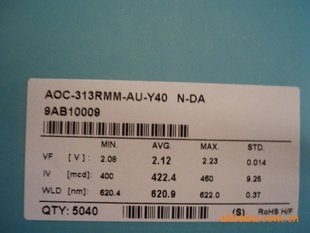 AOC-313RMM-AU-Y40 N-DA
9AB10009
MIN. AVG. MAX. STD.
VF [V]: 2.08 2.12 2.23 0.014
IV [mcd]: 400 422.4 460 9.26
WLD [nm]: 620.4 620.9 622.0 0.37
QTY: 5040 (S) RoHS H/F